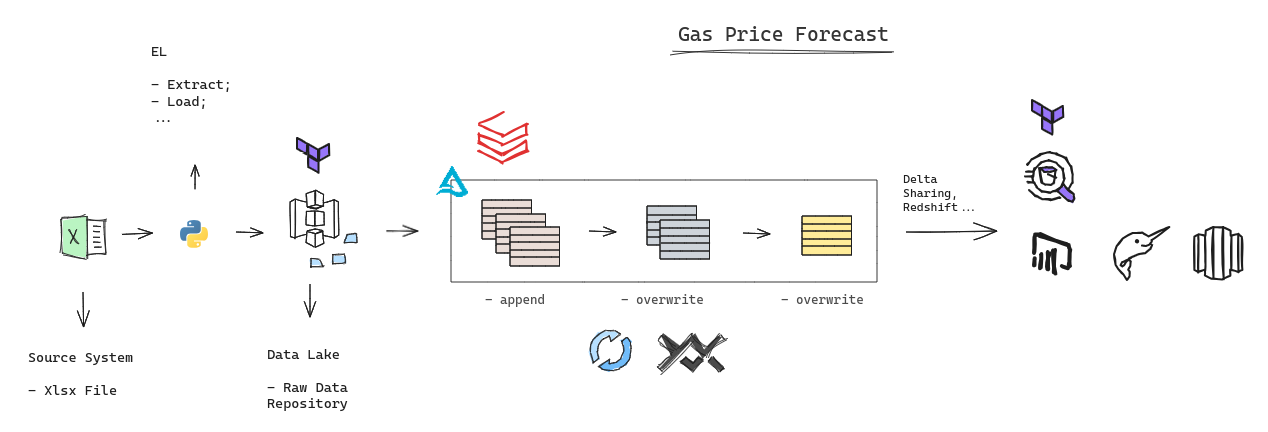 Gas Price Forecast
EL
- Extract;
- Load;
...
X
Source System
- Xlsx File
Data Lake
- Raw Data
Repository
- append
- overwrite
- overwrite
Delta
Sharing,
Redshift...